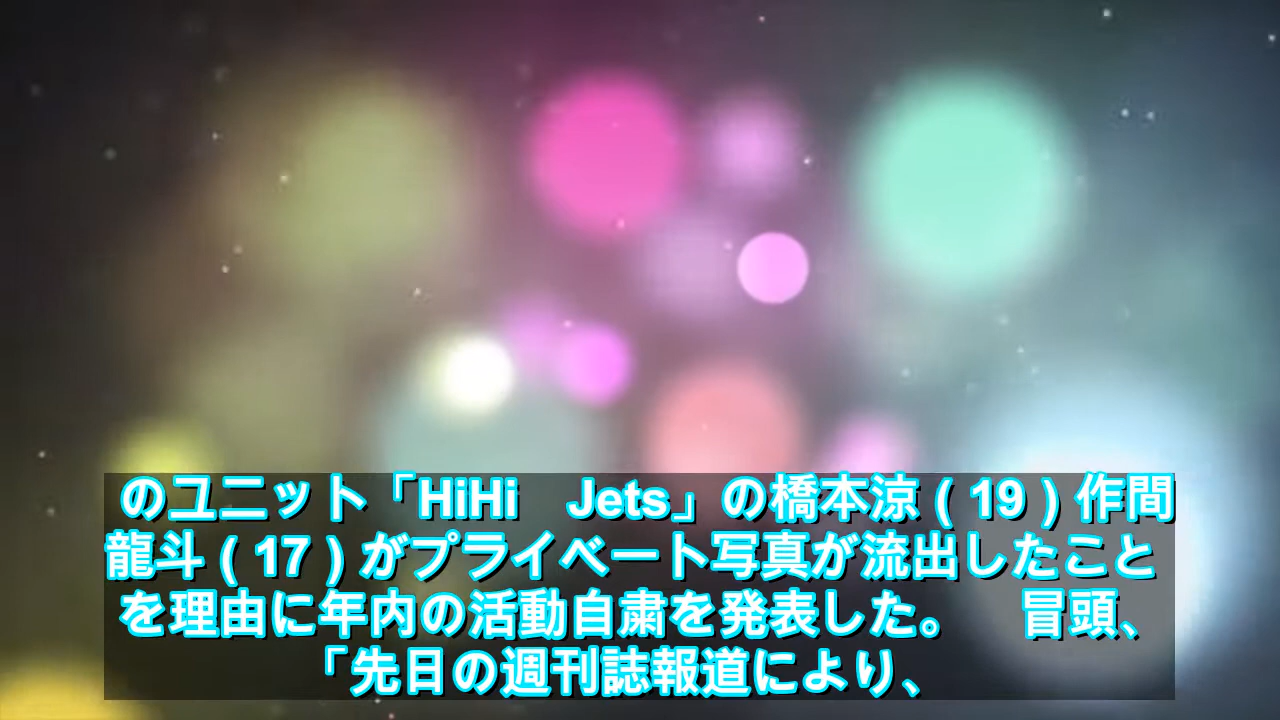 のユニット「HiHi　Jets」の橋本涼（19）作間
龍斗（17）がプライベート写真が流出したこと
を理由に年内の活動自粛を発表した。　冒頭、
「先日の週刊誌報道により、